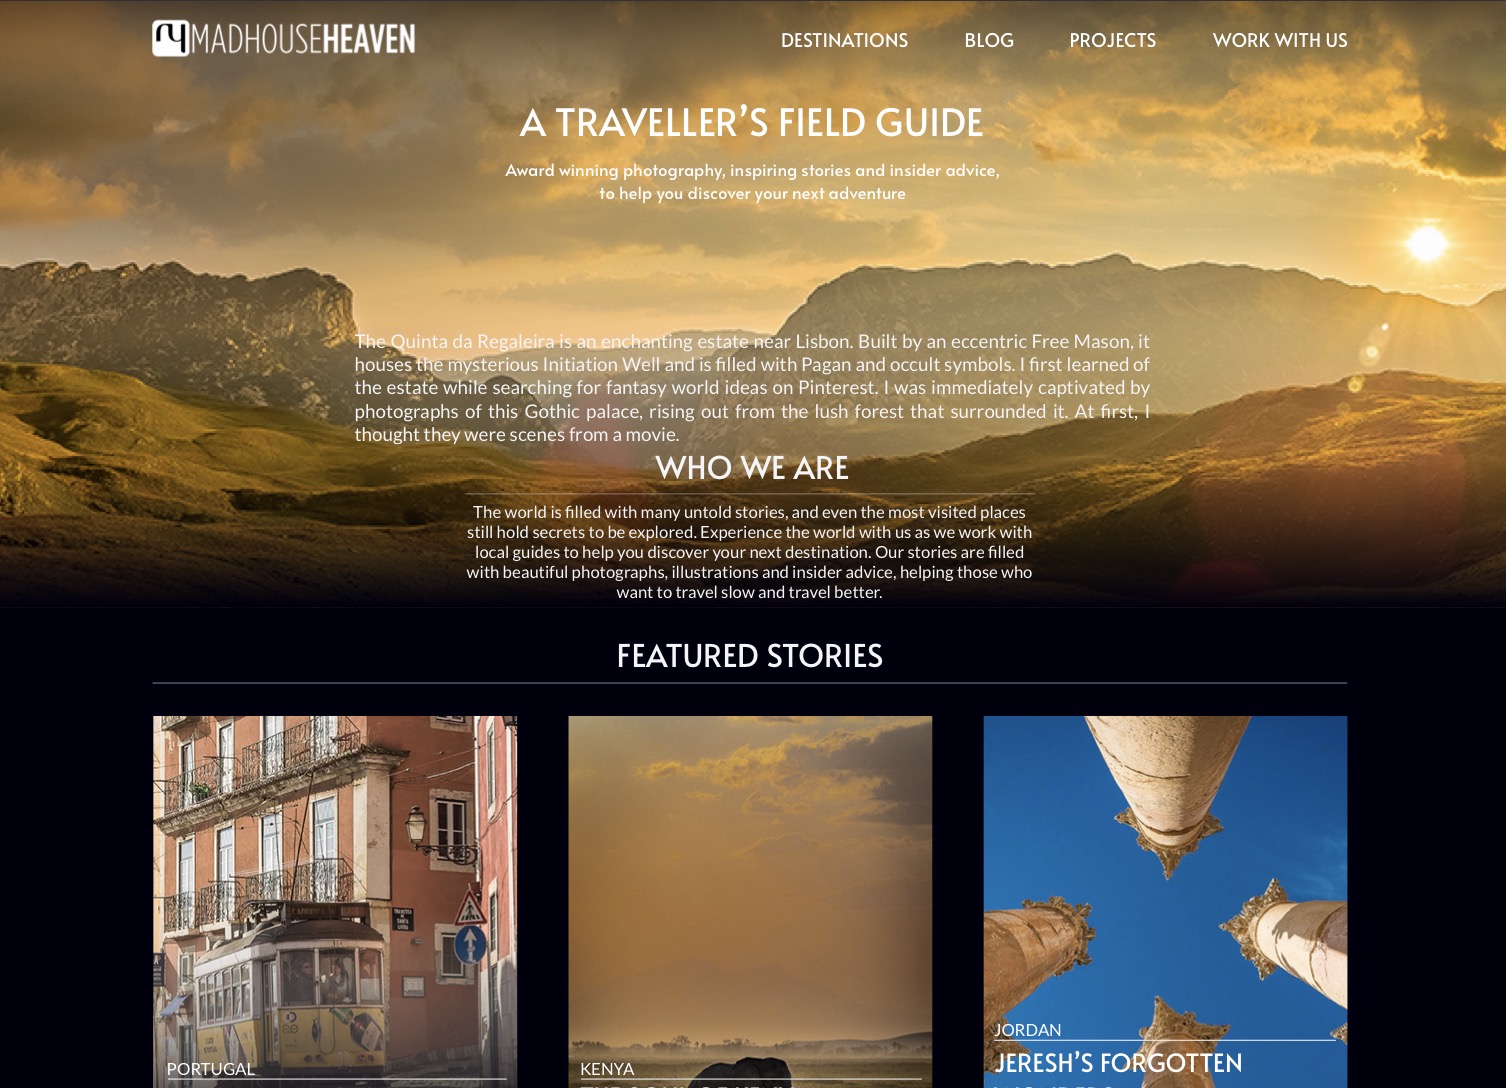 MADHOUSEHEAVEN
DESTINATIONS BLOG PROJECTS WORK WITH US
A TRAVELLER’S FIELD GUIDE
Award winning photography, inspiring stories and insider advice,
to help you discover your next adventure
The Quinta da Regaleira is an enchanting estate near Lisbon. Built by an eccentric Free Mason, it
houses the mysterious Initiation Well and is filled with Pagan and occult symbols. I first learned of
the estate while searching for fantasy world ideas on Pinterest. I was immediately captivated by
photographs of this Gothic palace, rising out from the lush forest that surrounded it. At first, I
thought they were scenes from a movie.
WHO WE ARE
The world is filled with many untold stories, and even the most visited places
still hold secrets to be explored. Experience the world with us as we work with
local guides to help you discover your next destination. Our stories are filled
with beautiful photographs, illustrations and insider advice, helping those who
want to travel slow and travel better.
FEATURED STORIES
PORTUGAL
KENYA
JORDAN
JERESH’S FORGOTTEN